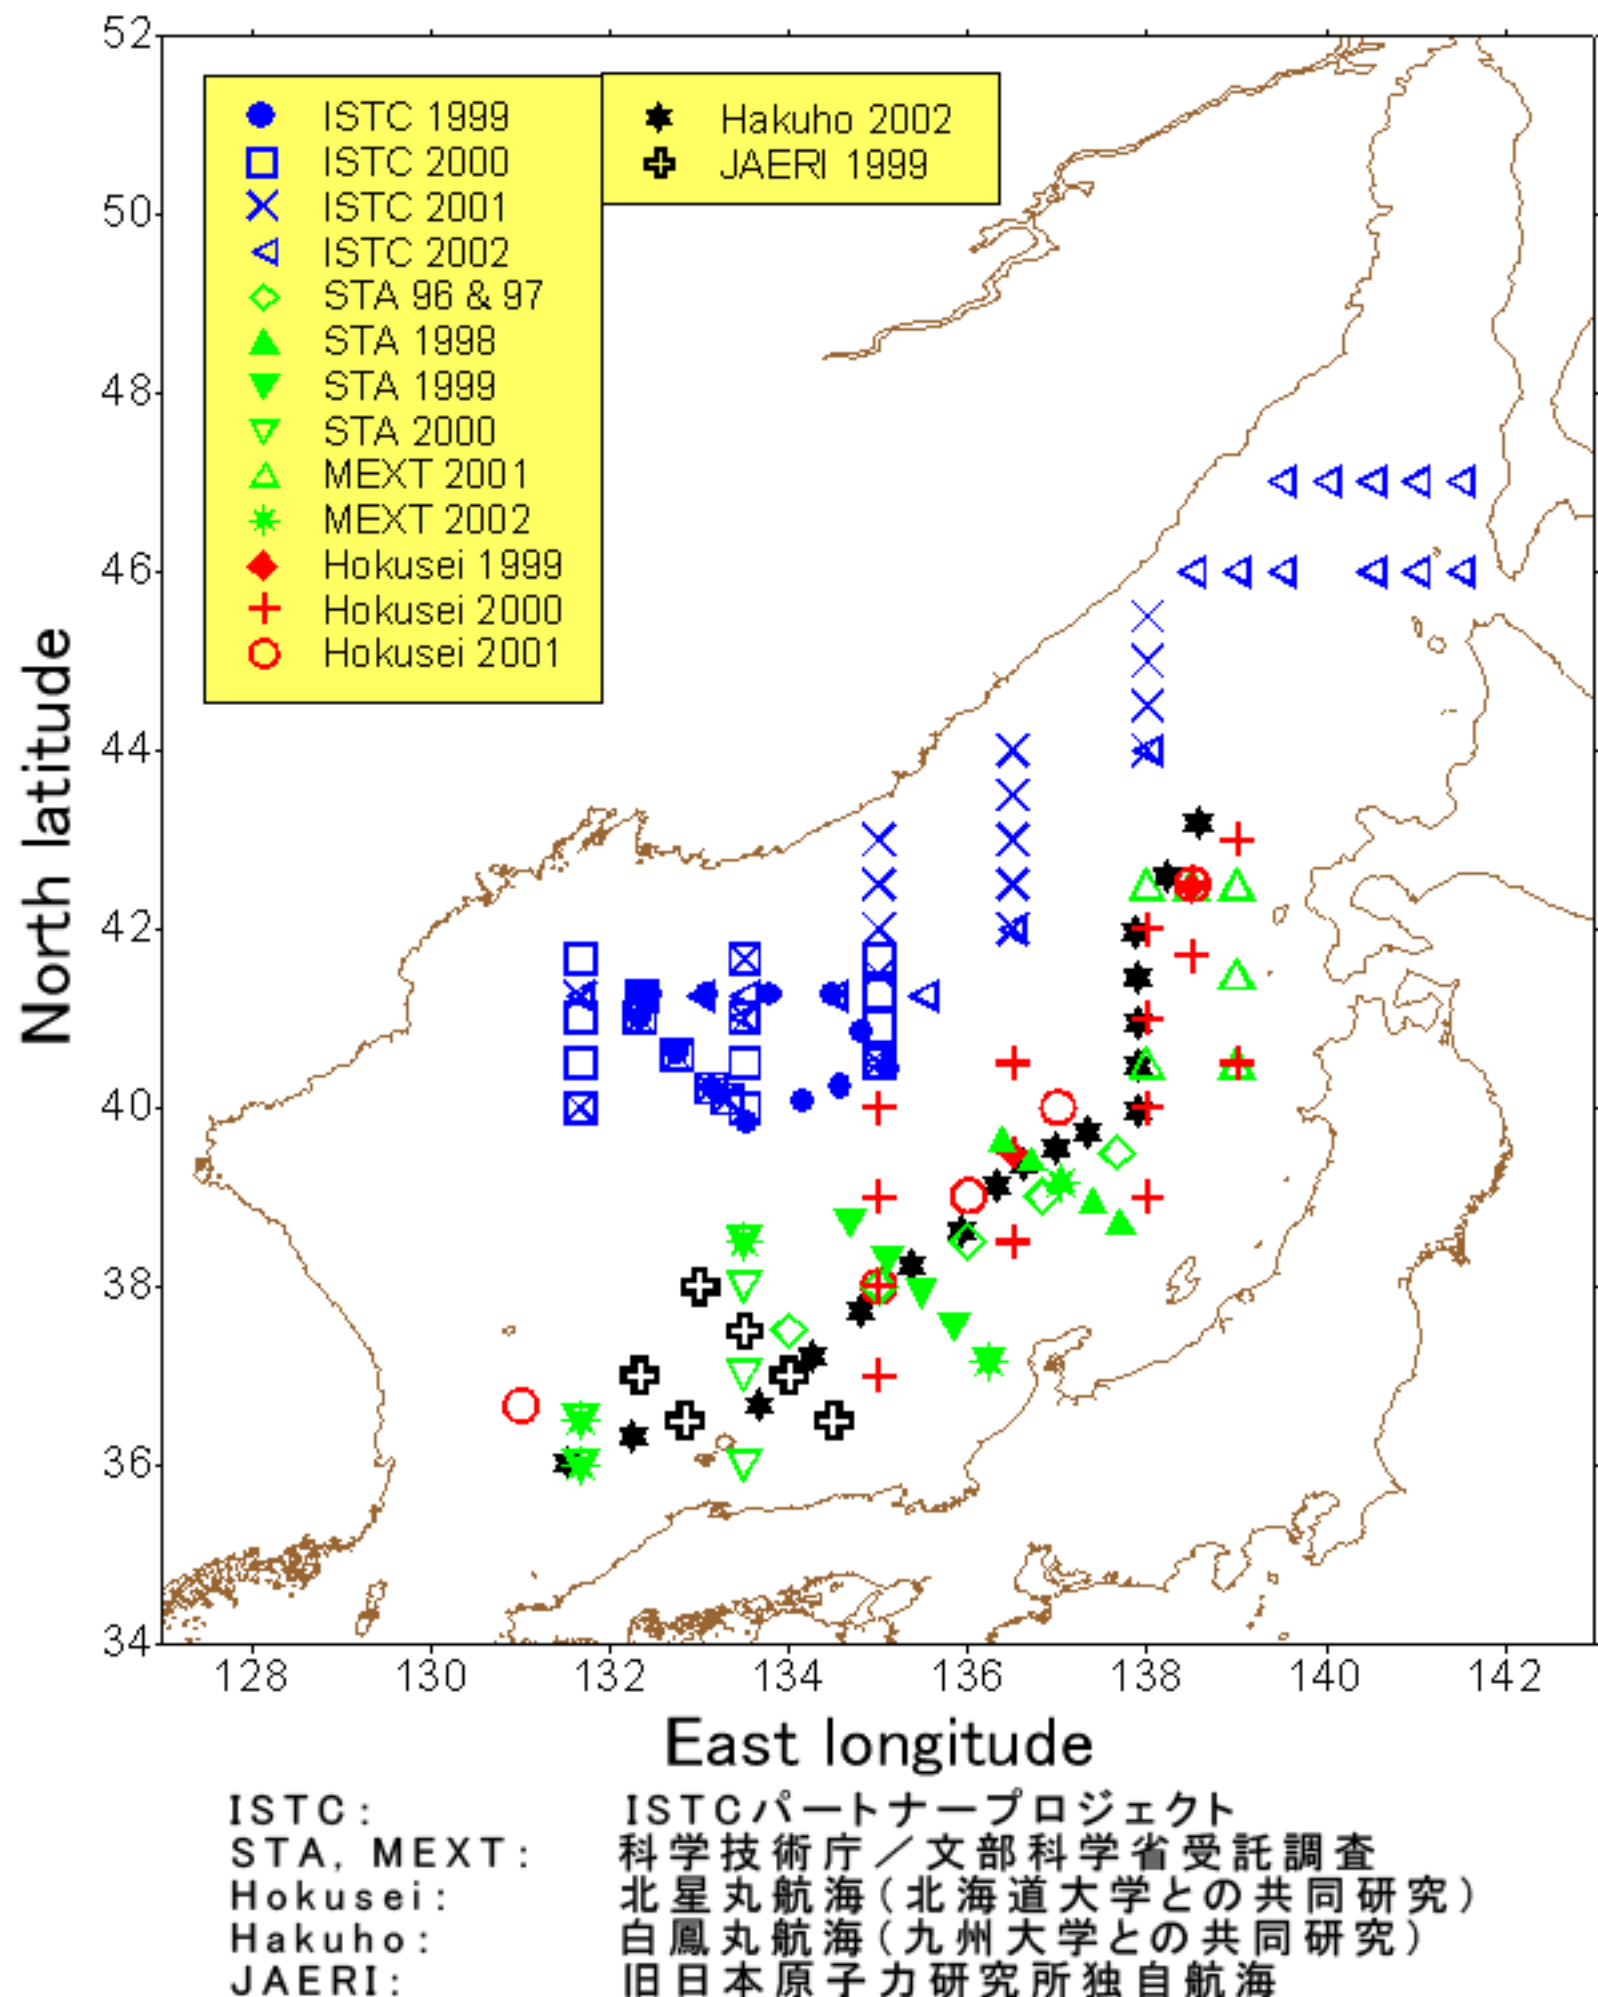 52
50
48
46
44
42
40
38
36
34
North latitude
ISTC 1999
ISTC 2000
ISTC 2001
ISTC 2002
STA 96 & 97
STA 1998
STA 1999
STA 2000
MEXT 2001
MEXT 2002
Hokusei 1999
Hokusei 2000
Hokusei 2001
Hakuho 2002
JAERI 1999
128 130 132 134 136 138 140 142
East longitude
ISTC: ISTCパートナープロジェクト
STA, MEXT: 科学技術庁／文部科学省受託調査
Hokusei: 北星丸航海(北海道大学との共同研究)
Hakuho: 白鳳丸航海(九州大学との共同研究)
JAERI: 旧日本原子力研究所独自航海